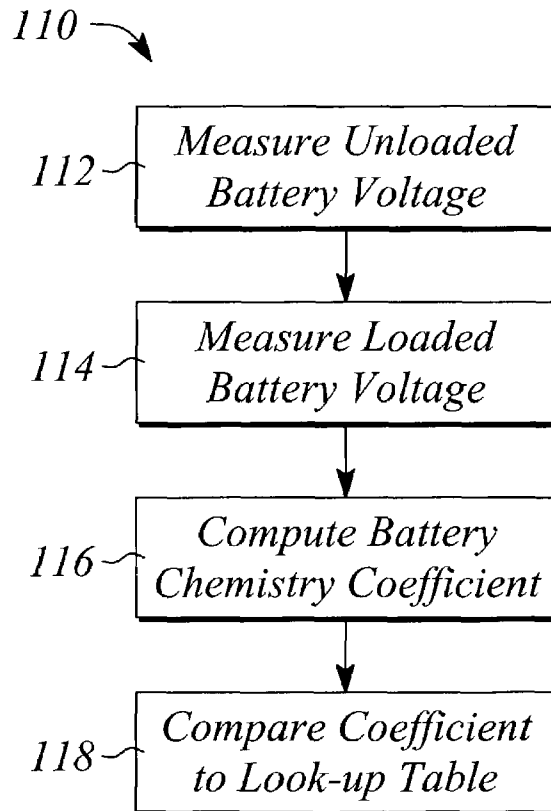 110
112
Measure Unloaded
Battery Voltage
114
Measure Loaded
Battery Voltage
116
Compute Battery
Chemistry Coefficient
118
Compare Coefficient
to Look-up Table